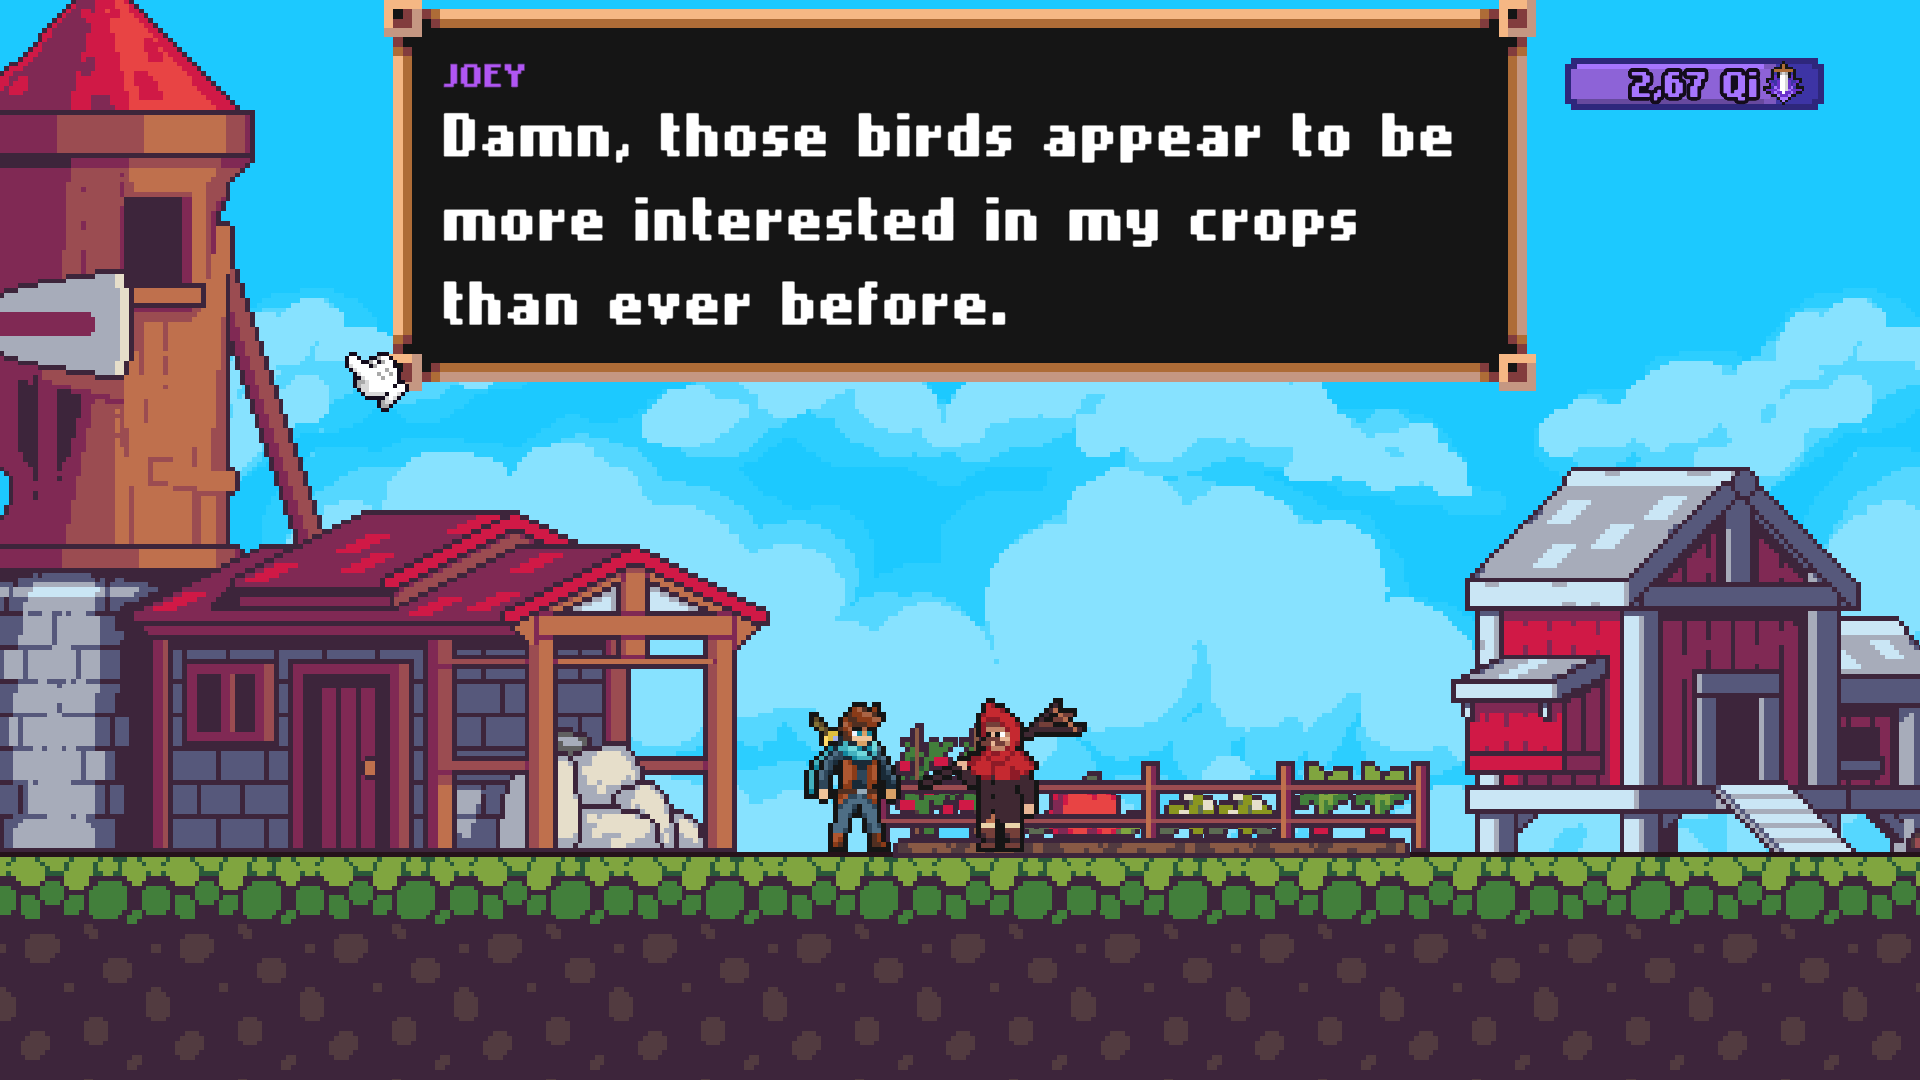 JOEY
Damn, those birds appear to be
more interested in my crops
than ever before.
2,67 Qi